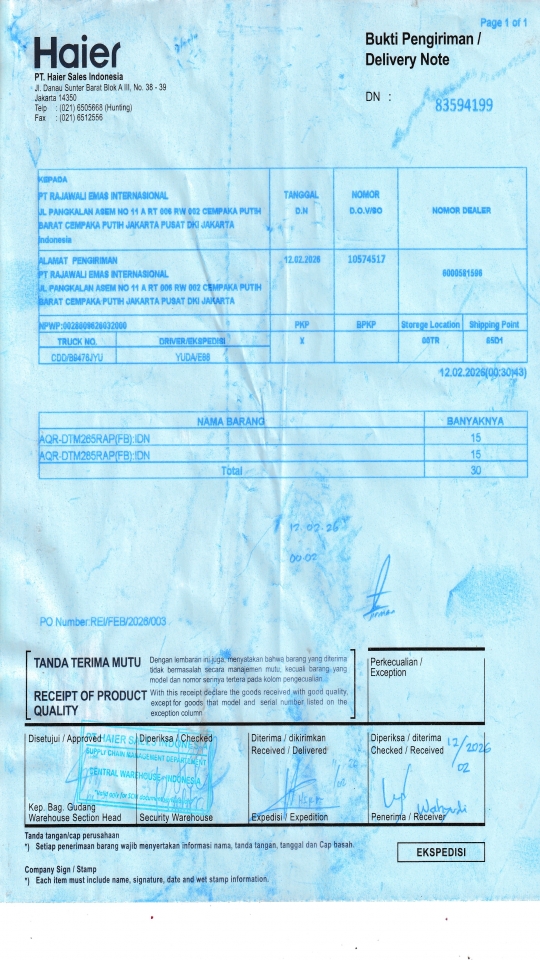 Page 1 of 1
Haier
Bukti Pengiriman /
Delivery Note
PT. Haier Sales Indonesia
Jl. Danau Sunter Barat Blok A III, No. 38 - 39
Jakarta 14350
Telp : (021) 6505668 (Hunting)
Fax : (021) 6512556
DN : 83594199
KEPADA
PT RAJAWALI EMAS INTERNASIONAL
JL PANGKALAN ASEM NO 11 A RT 006 RW 002 CEMPAKA PUTIH
BARAT CEMPAKA PUTIH JAKARTA PUSAT DKI JAKARTA
Indonesia
TANGGAL
D.N
NOMOR
D.O.V/SO
NOMOR DEALER
ALAMAT PENGIRIMAN
PT RAJAWALI EMAS INTERNASIONAL
JL PANGKALAN ASEM NO 11 A RT 006 RW 002 CEMPAKA PUTIH
BARAT CEMPAKA PUTIH JAKARTA PUSAT DKI JAKARTA
12.02.2026
10574517
PKP
BPKP
Storege Location
Shipping Point
TRUCK NO.
DRIVER/EKSPEDISI
X
00TR
85D1
12.02.2026(00:30:43)
NAMA BARANG
BANYAKNYA
AQR-DTM265RAP(FB):IDN
15
AQR-DTM265RAP(FB):IDN
15
Total
30
12.02.26
00.02
PO Number:REI/FEB/2026/003
TANDA TERIMA MUTU
Dengan lembaran ini juga, menyatakan bahwa barang yang diterima
tidak bermasalah secara manajemen mutu, kecuali barang yang
model dan nomor serinya tertera pada kolom pengecualian
RECEIPT OF PRODUCT
QUALITY
With this receipt declare the goods received with good quality,
except for goods that model and serial number listed on the
exception column
Perkecualian /
Exception
Disetujui / Approved
Diperiksa / Checked
Diterima / dikirimkan
Received / Delivered
Diperiksa / diterima
Checked / Received
12/2026
02
PT HAIER SALES INDONESIA
SUPPLY CHAIN MANAGEMENT DEPARTMENT
CENTRAL WAREHOUSE - INDONESIA
Kep. Bag. Gudang
Warehouse Section Head
Security Warehouse
Expedisi / Expedition
Penerima / Receiver
Tanda tangan/cap perusahaan
*) Setiap penerimaan barang wajib menyertakan informasi nama, tanda tangan, tanggal dan Cap basah.
EKSPEDISI
Company Sign / Stamp
*) Each item must include name, signature, date and wet stamp information.